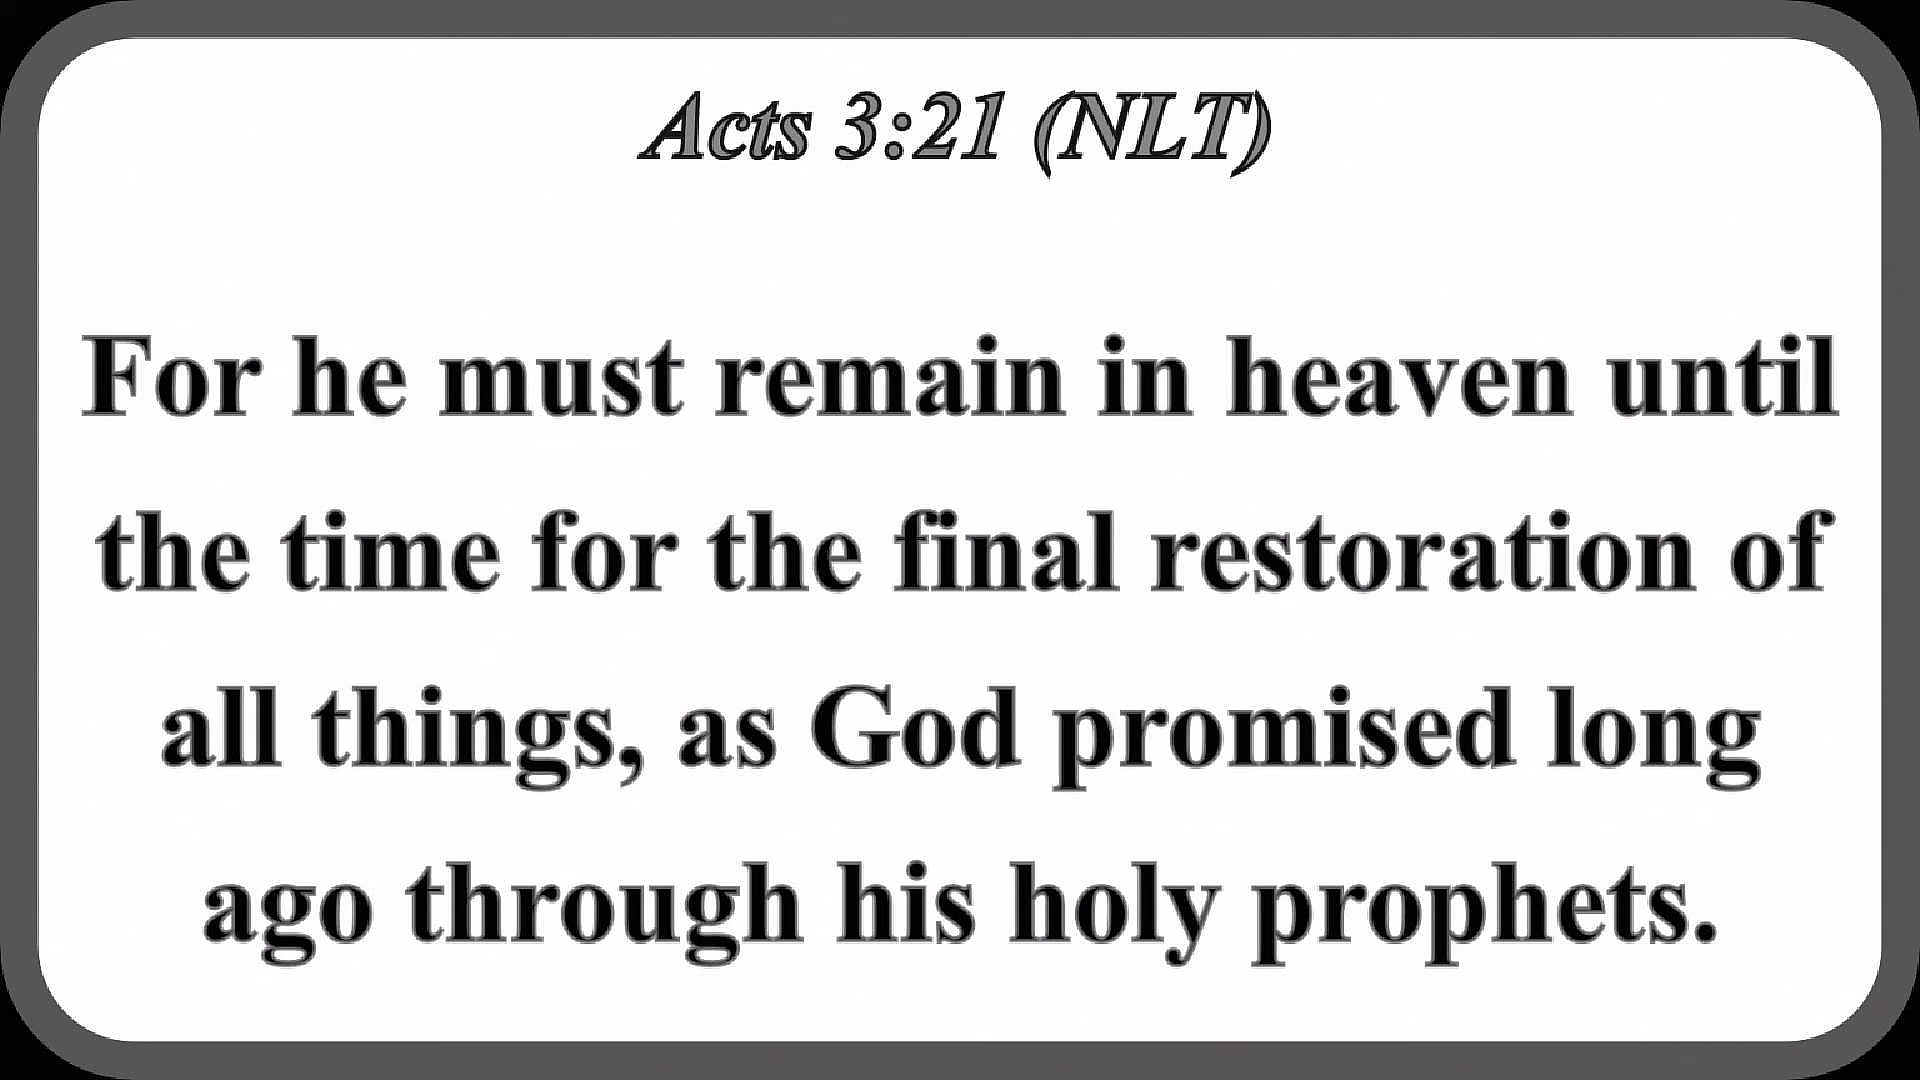 Acts 3:21 (NLT)
For he must remain in heaven until
the time for the final restoration of
all things, as God promised long
ago through his holy prophets.